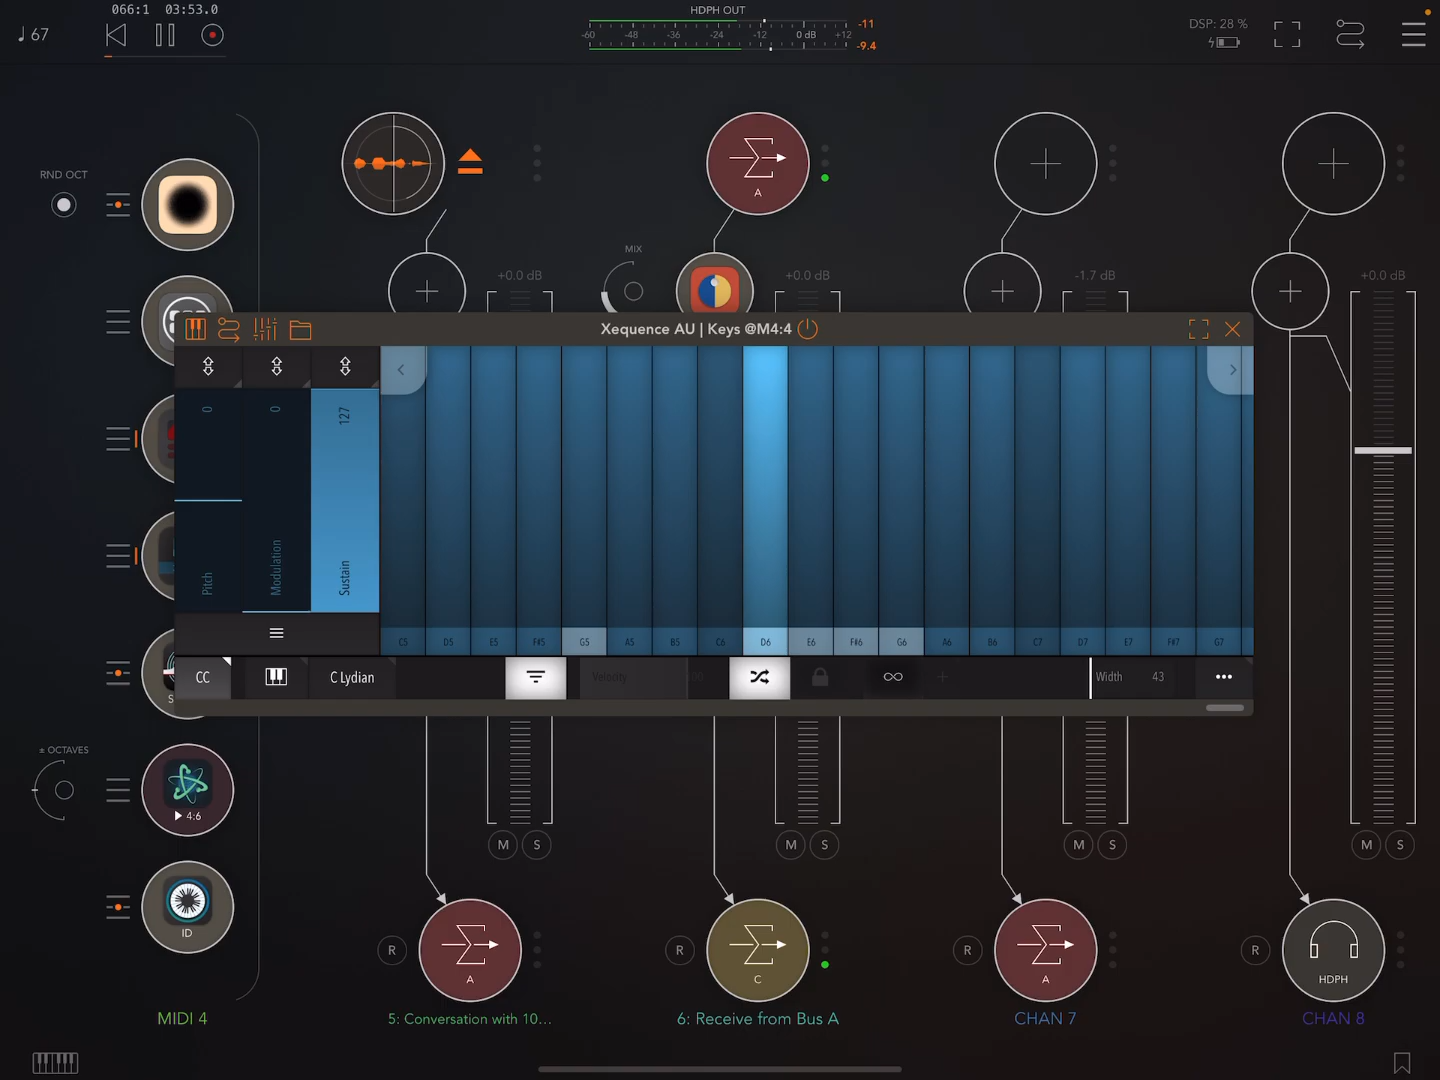 066:1 03:53.0
♩67
HDPH OUT
-60 -48 -36 -24 -12 0 dB +12
-11
-9.4
DSP: 28 %
RND OCT
A
MIX
+0.0 dB
+0.0 dB
-1.7 dB
+0.0 dB
Xequence AU | Keys @M4:4
0 0 127
Pitch Modulation Sustain
C5 D5 E5 F#5 G5 A5 B5 C6 D6 E6 F#6 G6 A6 B6 C7 D7 E7 F#7 G7
CC C Lydian Velocity Width 43
± OCTAVES
4:6
M S M S M S M S
ID
R A R C R A R HDPH
MIDI 4
5: Conversation with 10...
6: Receive from Bus A
CHAN 7
CHAN 8